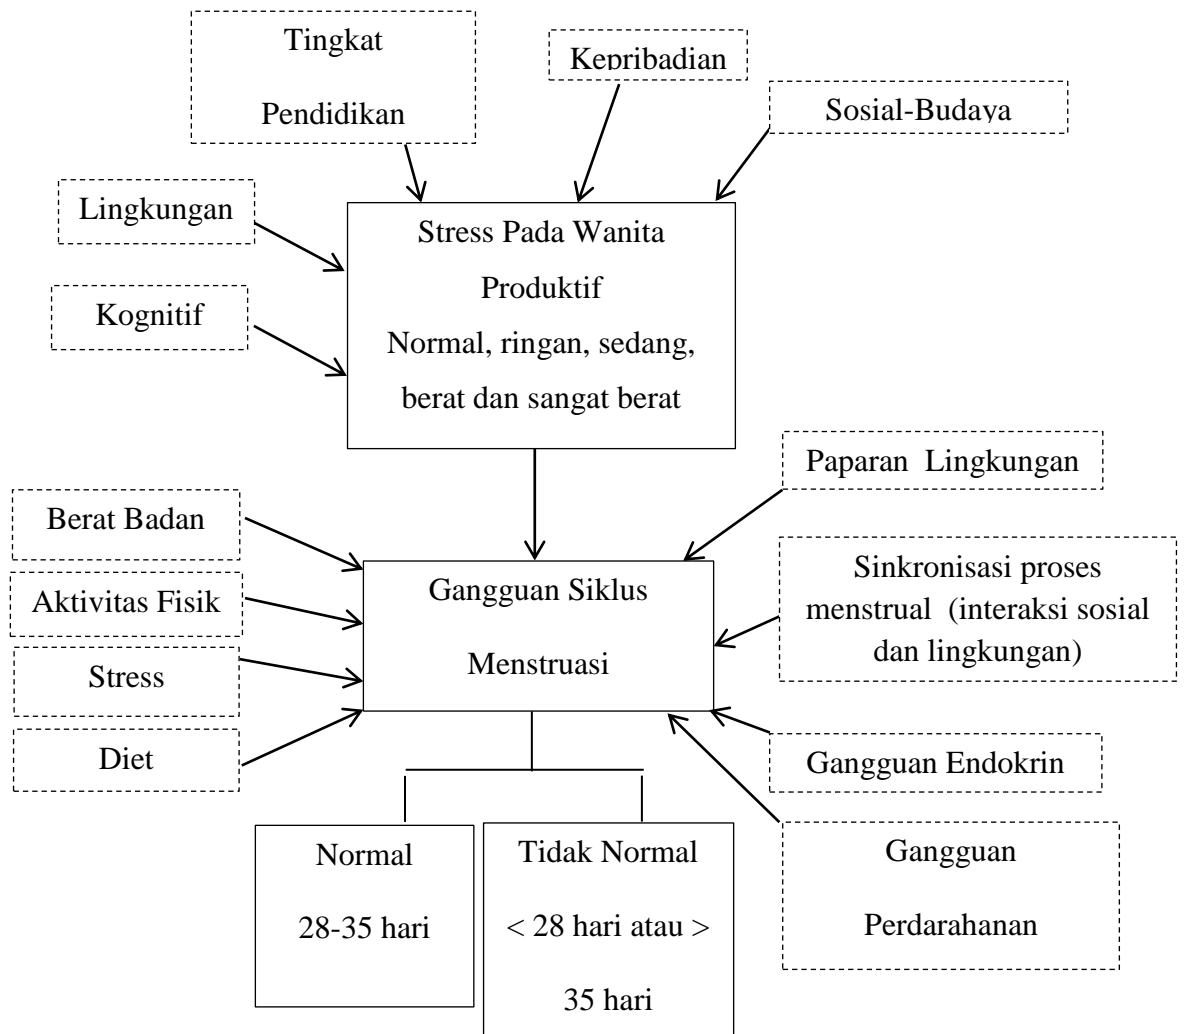 Tingkat
Pendidikan
Kepribadian
Sosial-Budaya
Lingkungan
Kognitif
Stress Pada Wanita
Produktif
Normal, ringan, sedang,
berat dan sangat berat
Paparan Lingkungan
Berat Badan
Aktivitas Fisik
Stress
Diet
Gangguan Siklus
Menstruasi
Sinkronisasi proses
menstrual (interaksi sosial
dan lingkungan)
Gangguan Endokrin
Gangguan
Perdarahanan
Normal
28-35 hari
Tidak Normal
< 28 hari atau >
35 hari